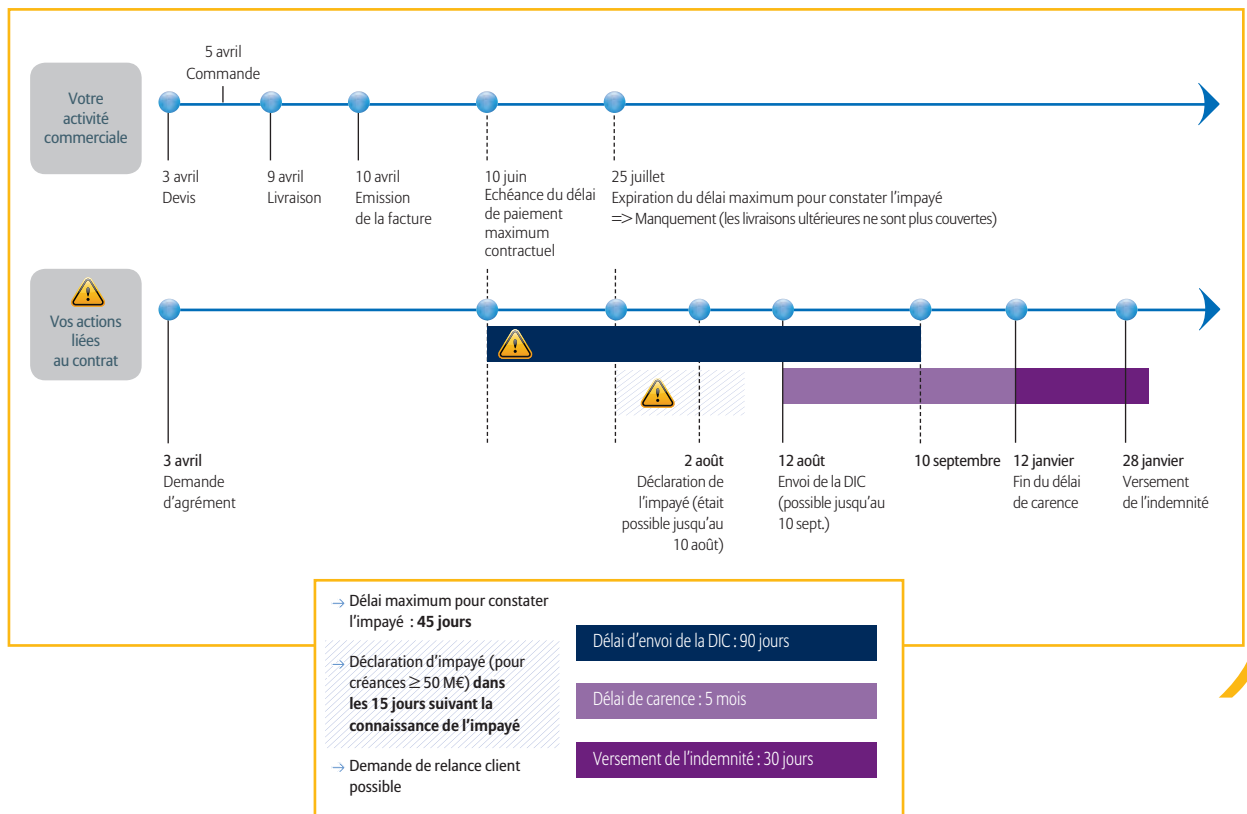 5 avril
Commande
Votre
activité
commerciale
3 avril
Devis
9 avril
Livraison
10 avril
Emission
de la facture
10 juin
Echéance du délai
de paiement
maximum
contractuel
25 juillet
Expiration du délai maximum pour constater l'impayé
=> Manquement (les livraisons ultérieures ne sont plus couvertes)
Vos actions
liées
au contrat
3 avril
Demande
d'agrément
2 août
Déclaration de
l'impayé (était
possible jusqu'au
10 août)
12 août
Envoi de la DIC
(possible jusqu'au
10 sept.)
10 septembre
12 janvier
Fin du délai
de carence
28 janvier
Versement
de l'indemnité
→ Délai maximum pour constater
l'impayé : 45 jours
→ Déclaration d'impayé (pour
créances ≥ 50 M€) dans
les 15 jours suivant la
connaissance de l'impayé
→ Demande de relance client
possible
Délai d'envoi de la DIC : 90 jours
Délai de carence : 5 mois
Versement de l'indemnité : 30 jours